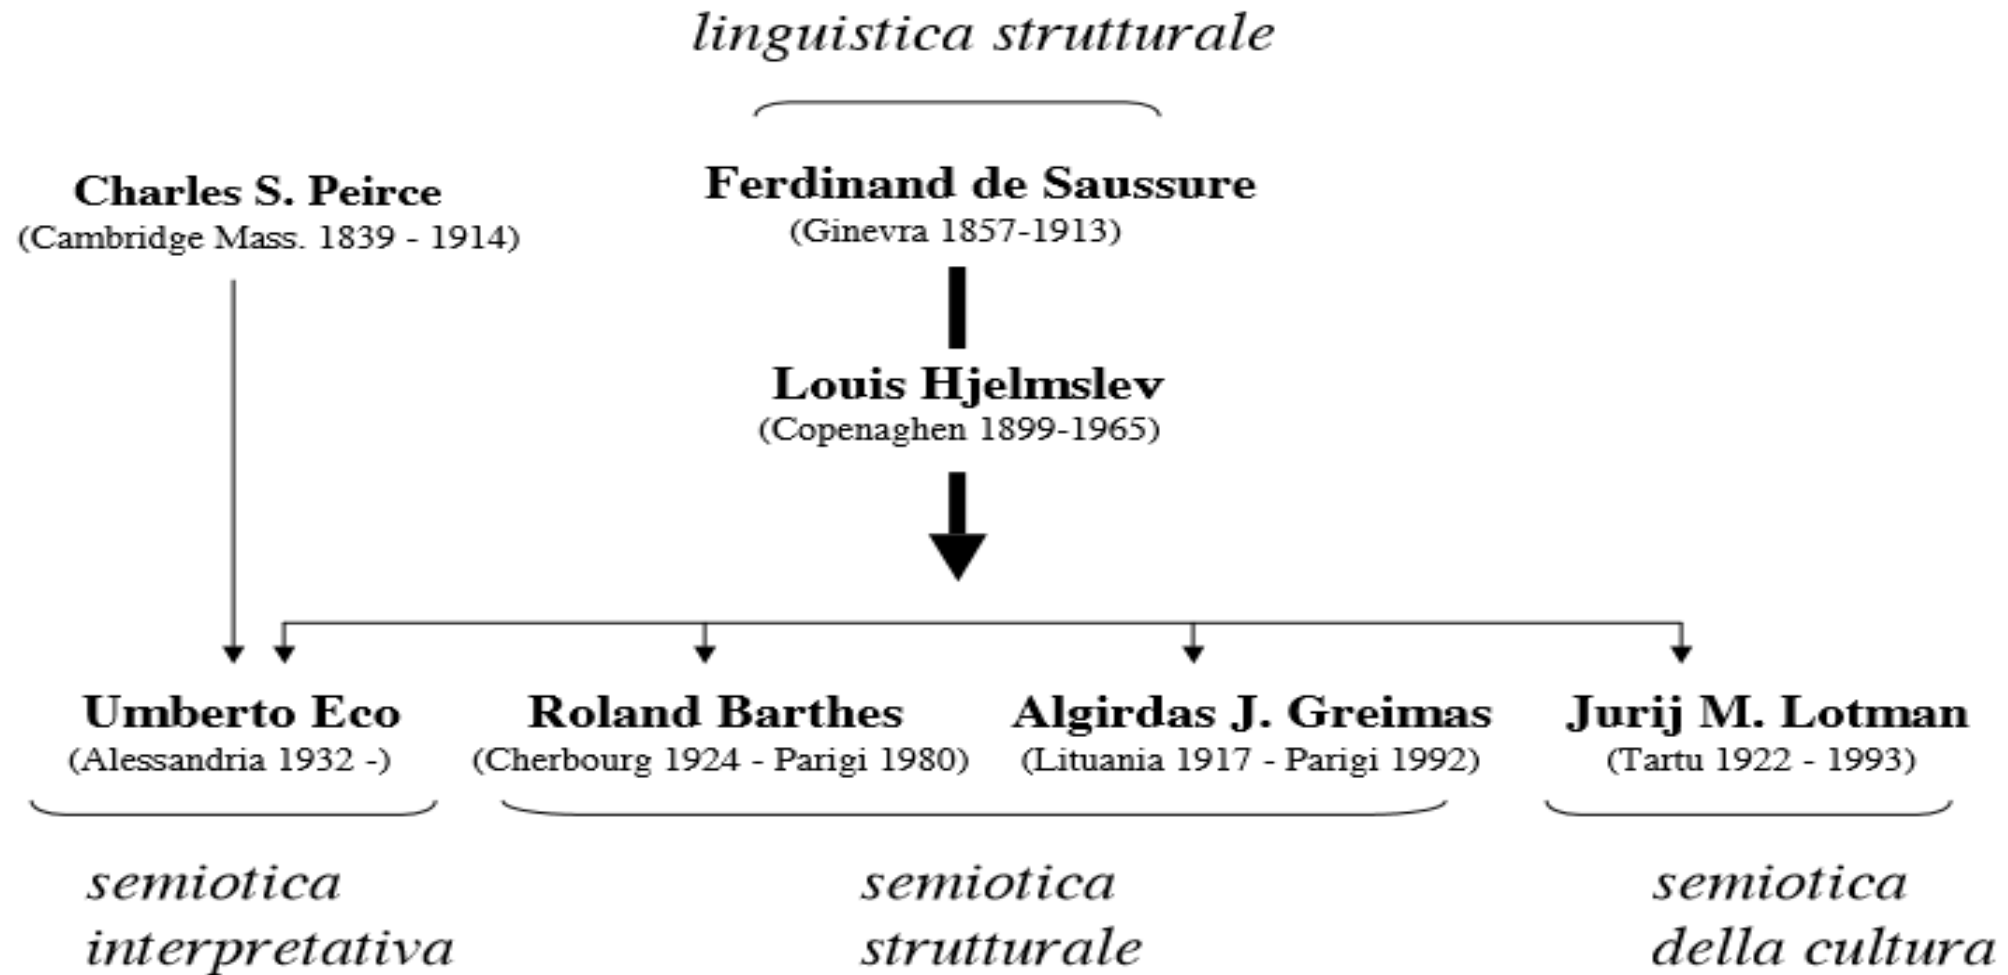 linguistica strutturale
Charles S. Peirce
(Cambridge Mass. 1839 - 1914)
Ferdinand de Saussure
(Ginevra 1857-1913)
Louis Hjelmslev
(Copenaghen 1899-1965)
Umberto Eco
(Alessandria 1932 -)
Roland Barthes
(Cherbourg 1924 - Parigi 1980)
Algirdas J. Greimas
(Lituania 1917 - Parigi 1992)
Jurij M. Lotman
(Tartu 1922 - 1993)
semiotica
interpretativa
semiotica
strutturale
semiotica
della cultura